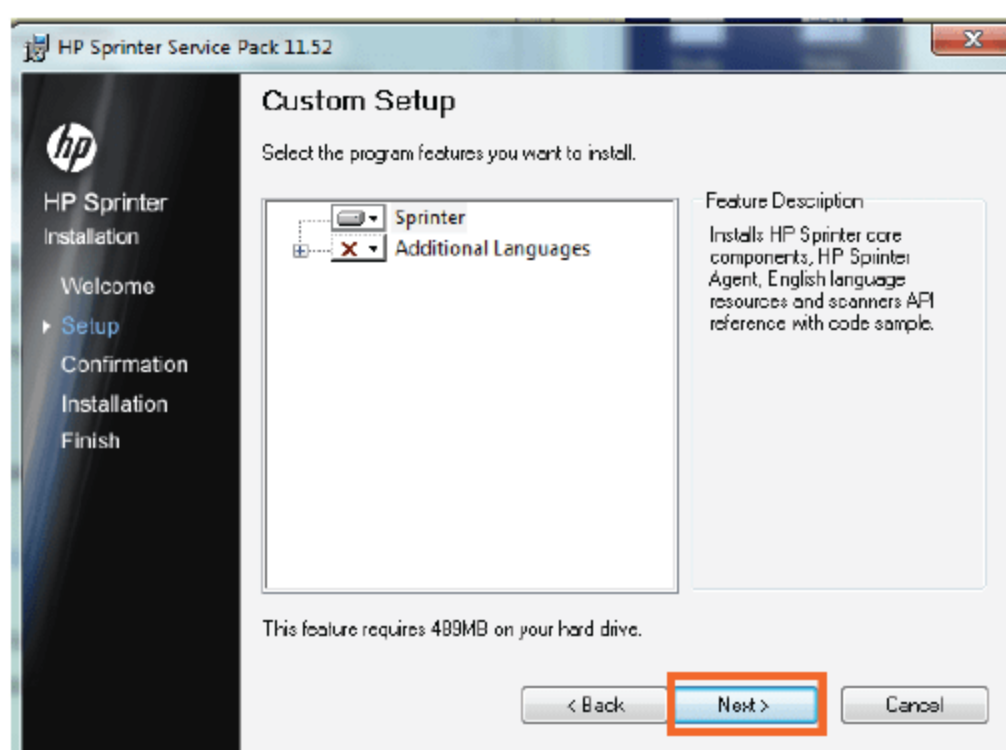 HP Sprinter Service Pack 11.52
hp
HP Sprinter
Installation
Welcome
Setup
Confirmation
Installation
Finish
Custom Setup
Select the program features you want to install.
Sprinter
Additional Languages
Feature Description
Installs HP Sprinter core
components, HP Sprinter
Agent, English language
resources and scanners API
reference with code sample.
This feature requires 489MB on your hard drive.
< Back
Next >
Cancel